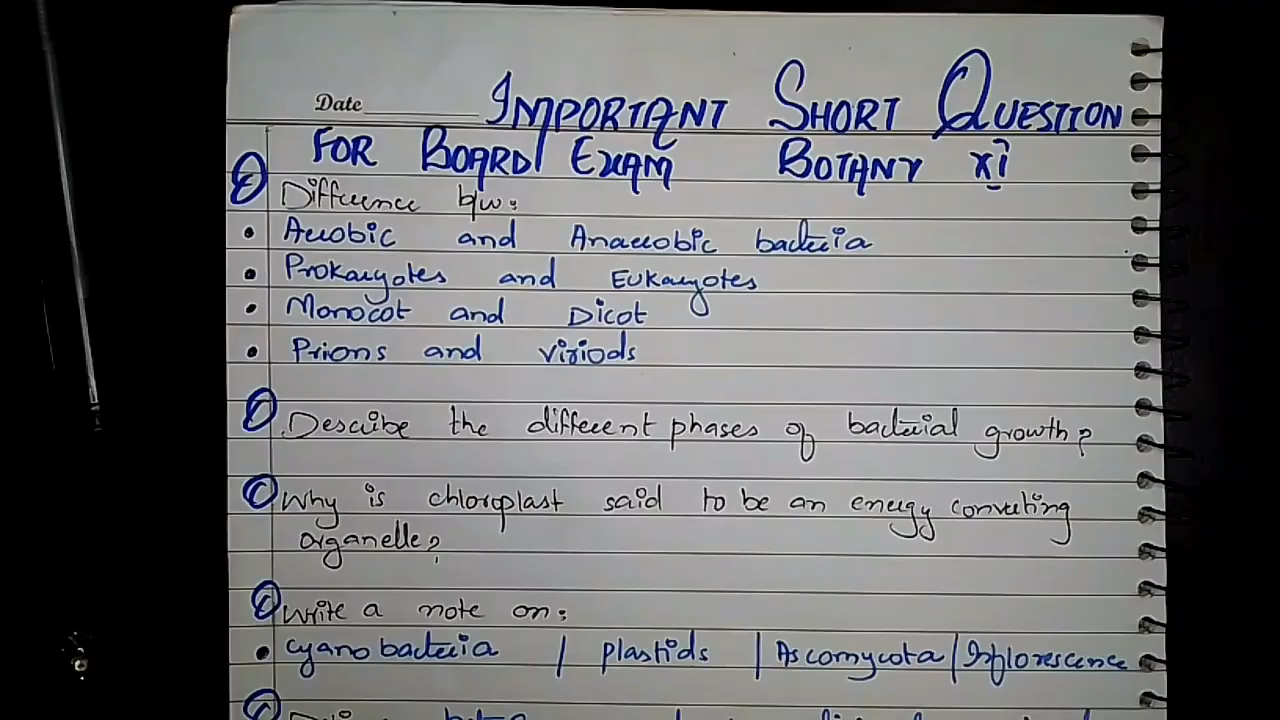 Date IMPORTANT SHORT QUESTION
FOR BOARD EXAM BOTANY XI
Difference b/w:
• Aerobic and Anaerobic bacteria
• Prokaryotes and Eukaryotes
• Monocot and Dicot
• Prions and viriods
Describe the different phases of bacterial growth?
Why is chloroplast said to be an energy converting
organelle?
Write a note on:
• cyanobacteria / plastids / Ascomycota / Inflorescence